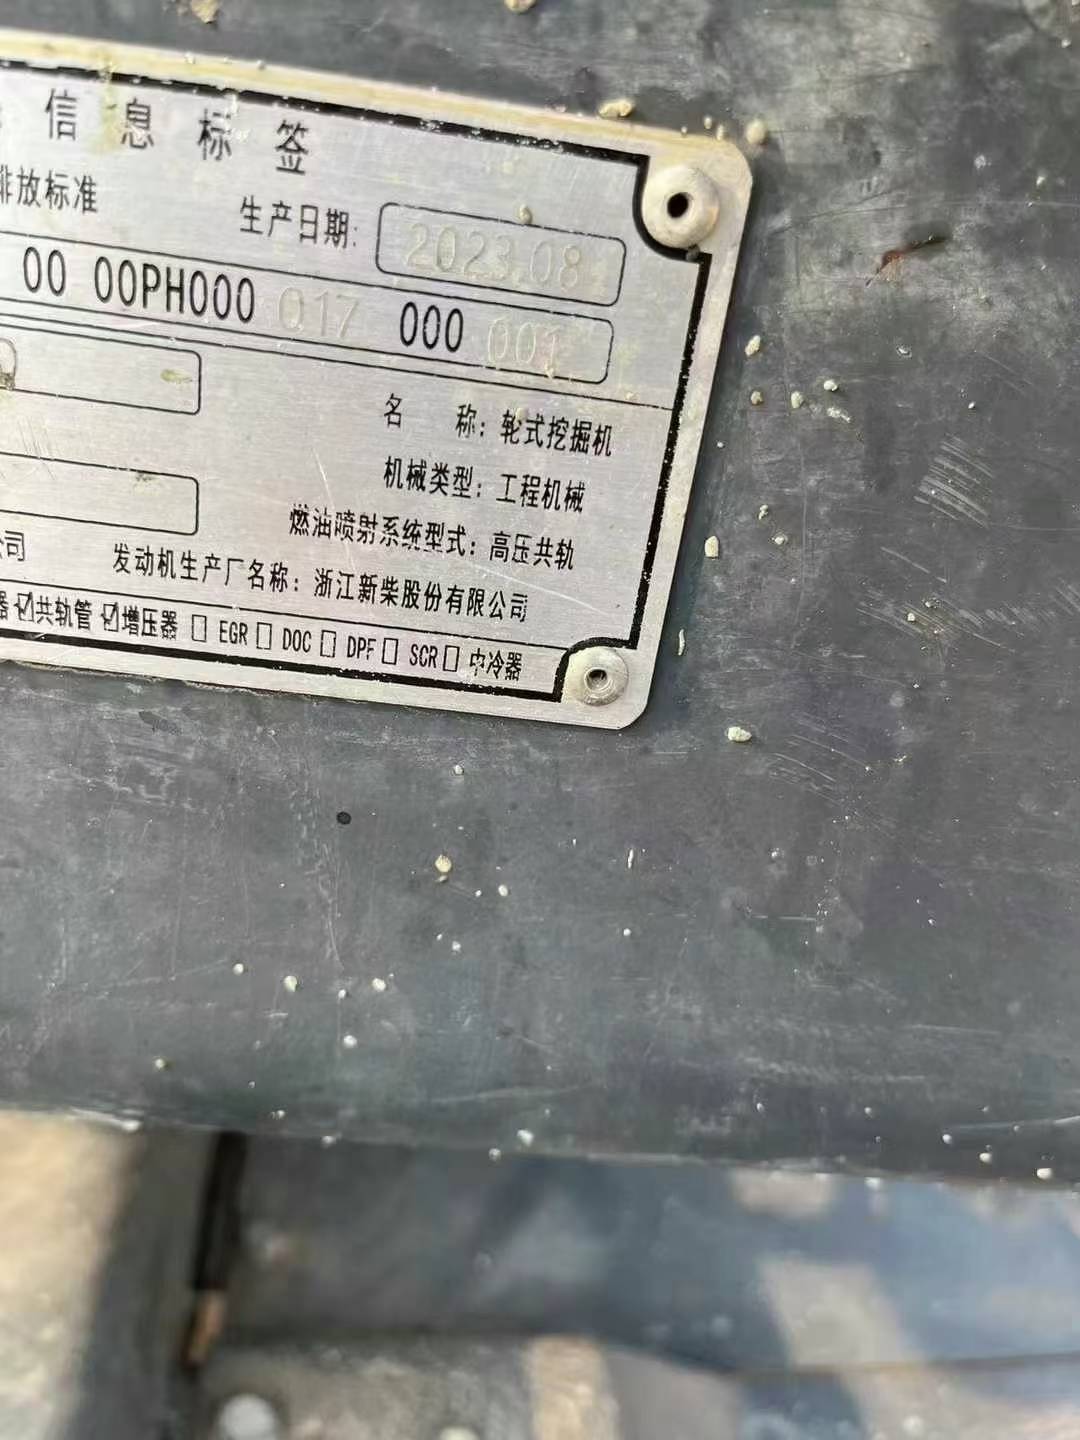 信息标签
排放标准 生产日期: 2023.08
00 00PH000 017 000 001
名 称: 轮式挖掘机
机械类型: 工程机械
燃油喷射系统型式: 高压共轨
公司 发动机生产厂名称: 浙江新柴股份有限公司
器 ☑共轨管 ☑增压器 □ EGR □ DOC □ DPF □ SCR □ 中冷器